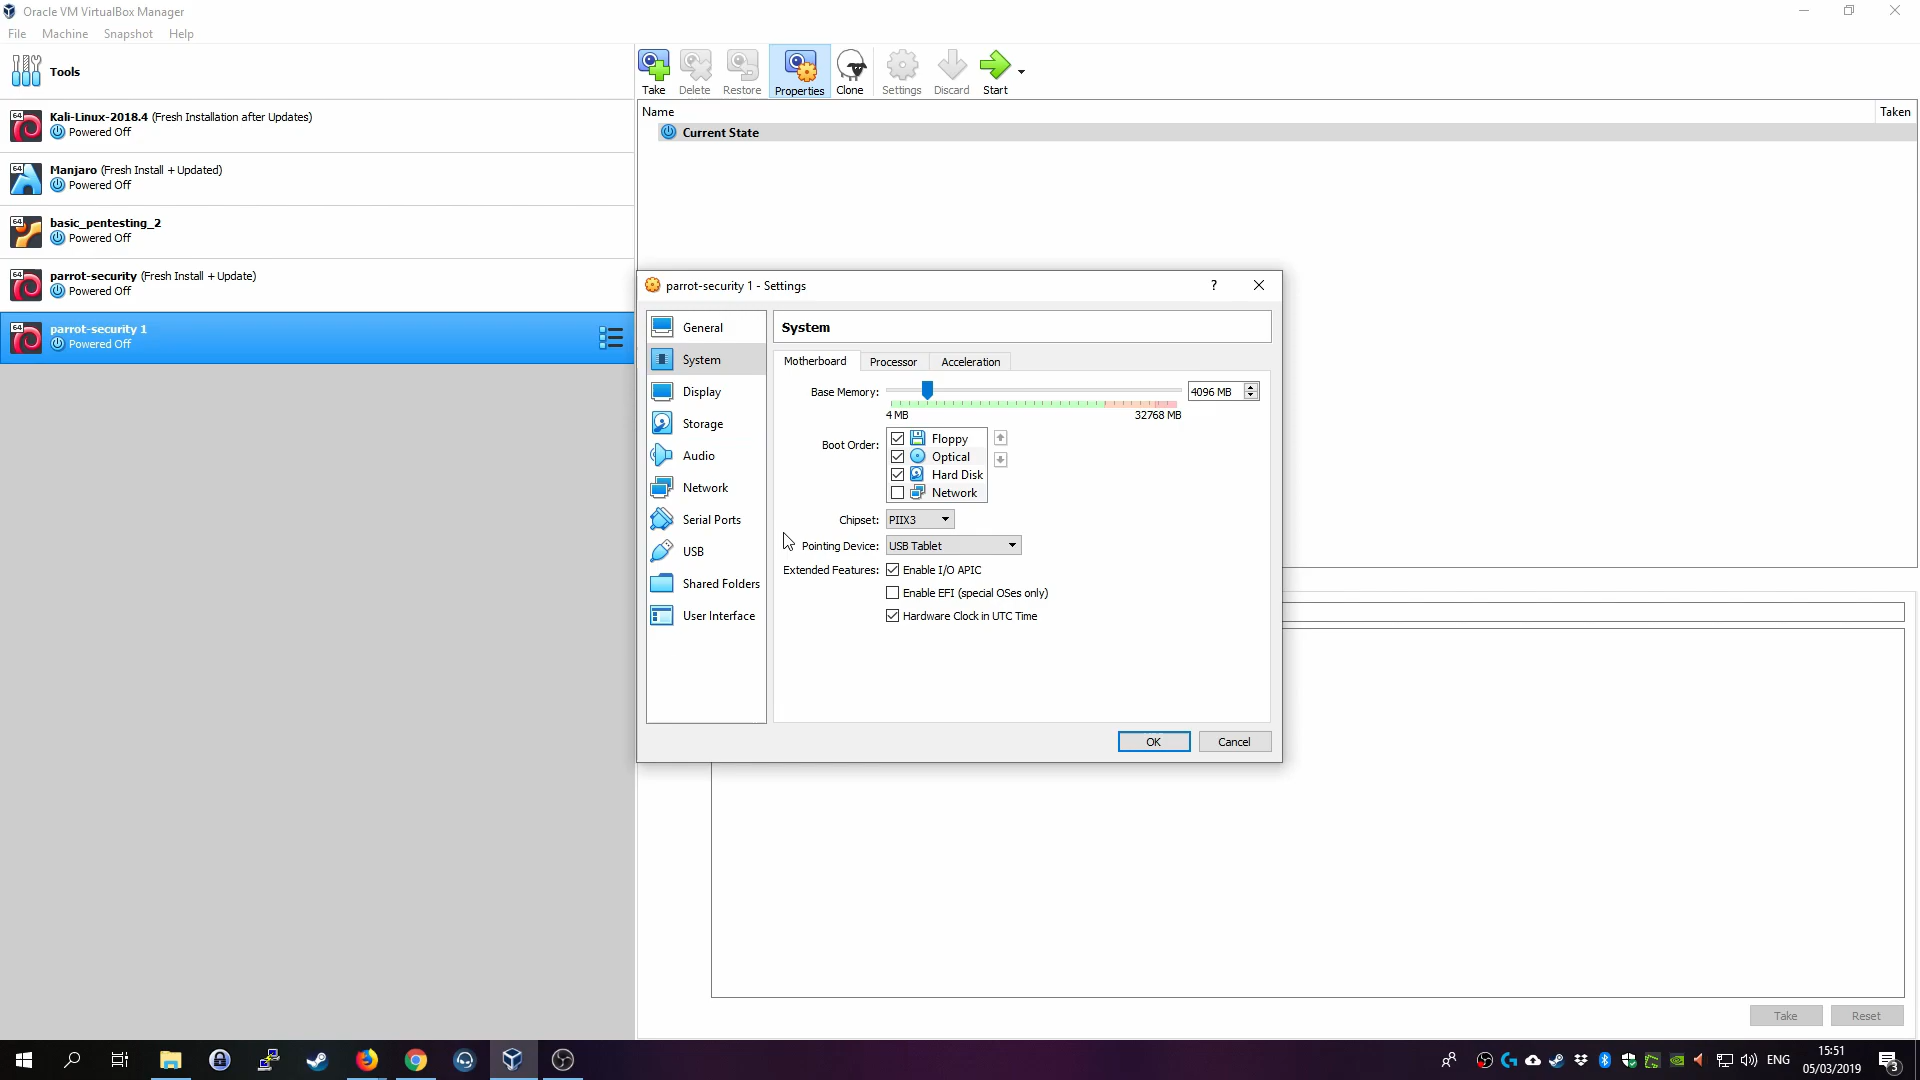 Oracle VM VirtualBox Manager
File Machine Snapshot Help
Tools
64 Kali-Linux-2018.4 (Fresh Installation after Updates)
Powered Off
64 Manjaro (Fresh Install + Updated)
Powered Off
64 basic_pentesting_2
Powered Off
64 parrot-security (Fresh Install + Update)
Powered Off
64 parrot-security 1
Powered Off
Take Delete Restore Properties Clone Settings Discard Start
Name Taken
Current State
parrot-security 1 - Settings ?
General
System
Display
Storage
Audio
Network
Serial Ports
USB
Shared Folders
User Interface
System
Motherboard Processor Acceleration
Base Memory: 4096 MB
4 MB 32768 MB
Boot Order: Floppy
Optical
Hard Disk
Network
Chipset: PIIX3
Pointing Device: USB Tablet
Extended Features: Enable I/O APIC
Enable EFI (special OSes only)
Hardware Clock in UTC Time
OK Cancel
Take Reset
ENG
15:51
05/03/2019
3